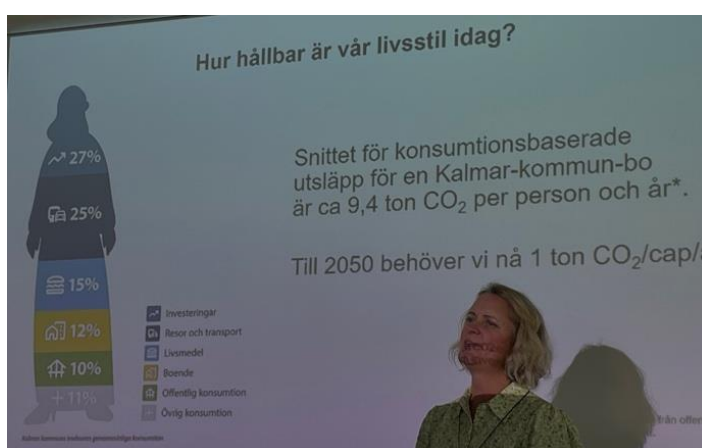 Hur hållbar är vår livsstil idag?
27%
25%
15%
12%
10%
+ 11%
Investeringar
Resor och transport
Livsmedel
Boende
Offentlig konsumtion
Övrig konsumtion
Snittet för konsumtionsbaserade
utsläpp för en Kalmar-kommun-bo
är ca 9,4 ton CO₂ per person och år*.
Till 2050 behöver vi nå 1 ton CO₂/cap/
från